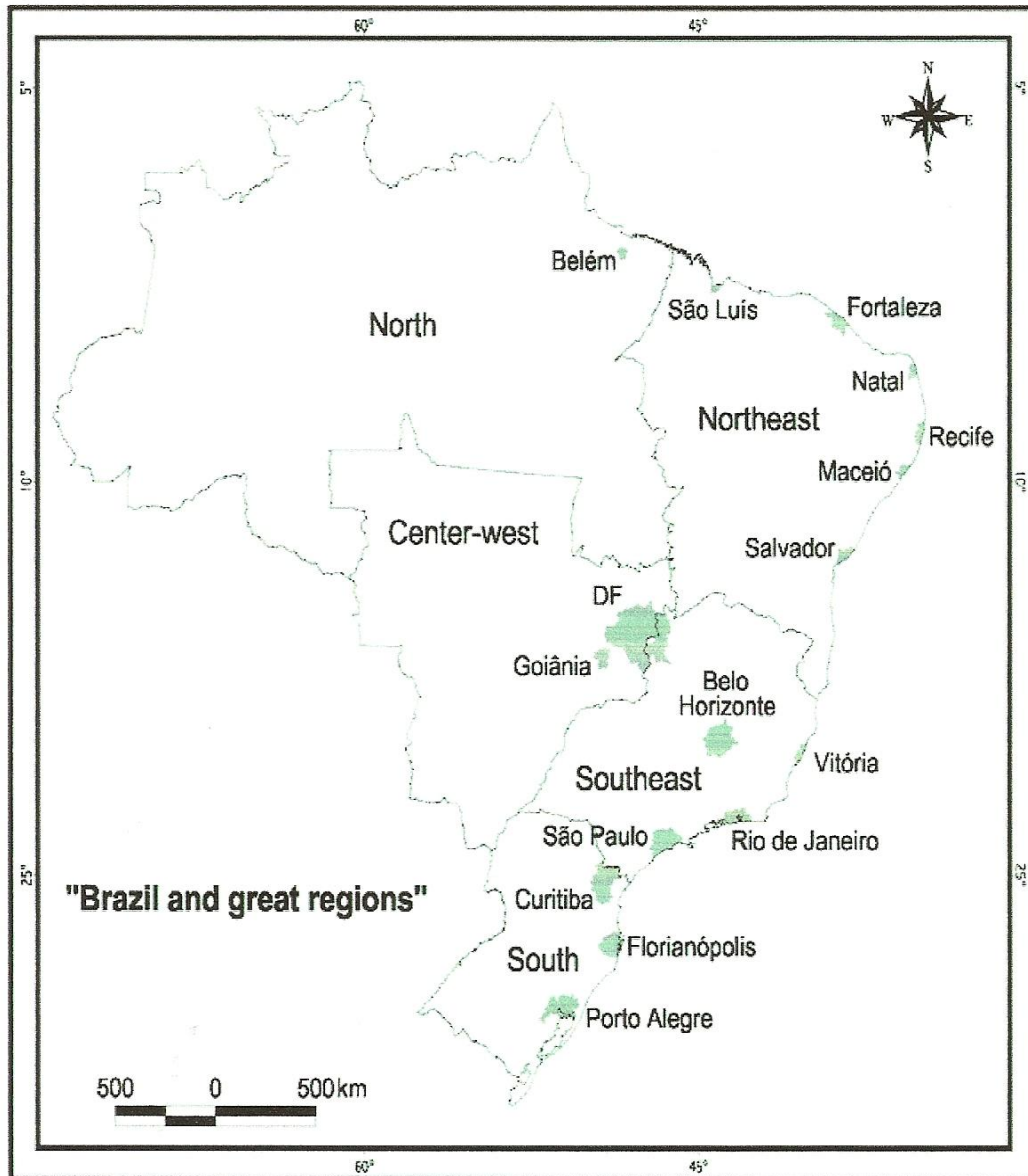 60°
45°
5°
5°
N
W
E
S
Belém
São Luís
Fortaleza
North
Natal
Northeast
Recife
Maceió
10°
10°
Center-west
Salvador
DF
Goiânia
Belo
Horizonte
Vitória
Southeast
São Paulo
Rio de Janeiro
25°
25°
"Brazil and great regions"
Curitiba
Florianópolis
South
Porto Alegre
500
0
500km
60°
45°